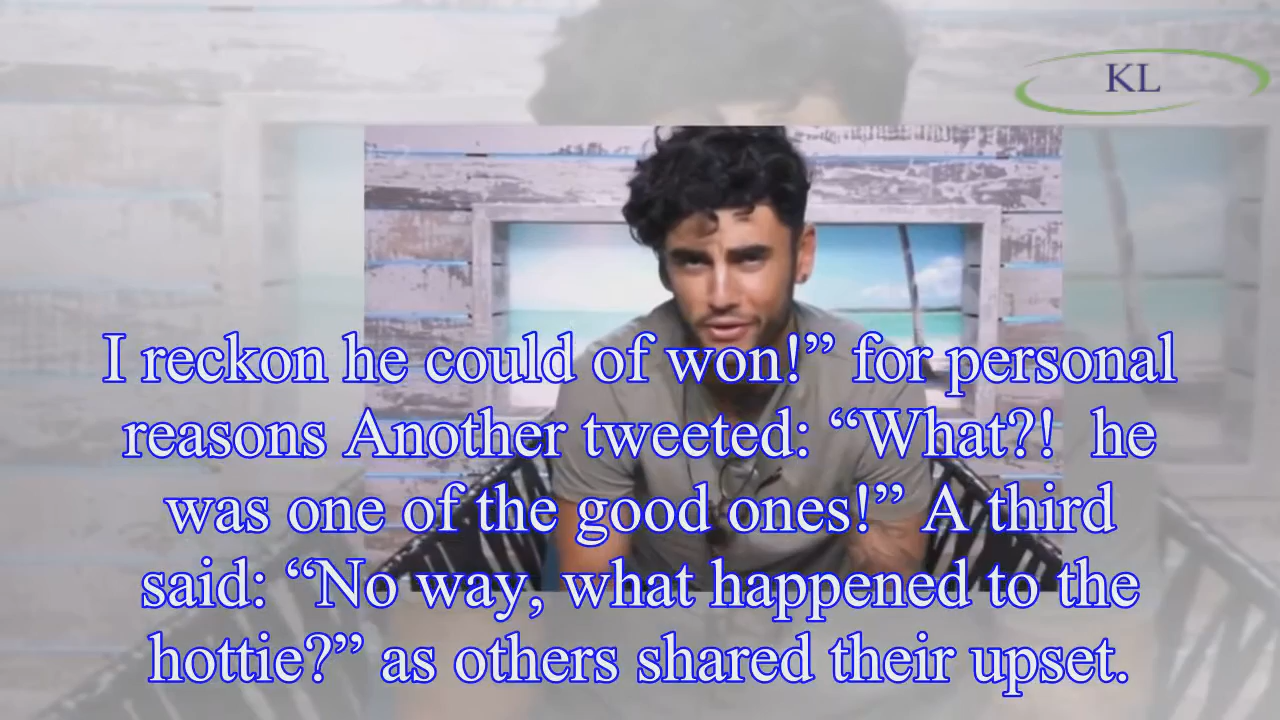 KL
I reckon he could of won!” for personal
reasons Another tweeted: “What?!  he
was one of the good ones!”  A third
said: “No way, what happened to the
hottie?” as others shared their upset.